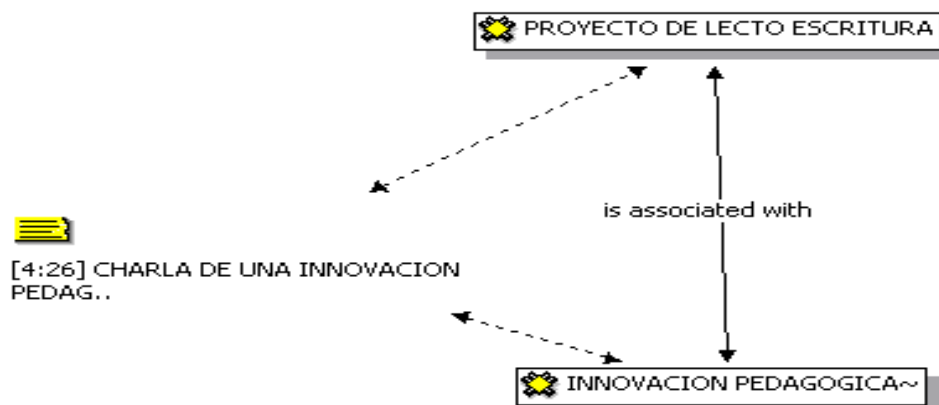 PROYECTO DE LECTO ESCRITURA
is associated with
[4:26] CHARLA DE UNA INNOVACION
PEDAG..
INNOVACION PEDAGOGICA~